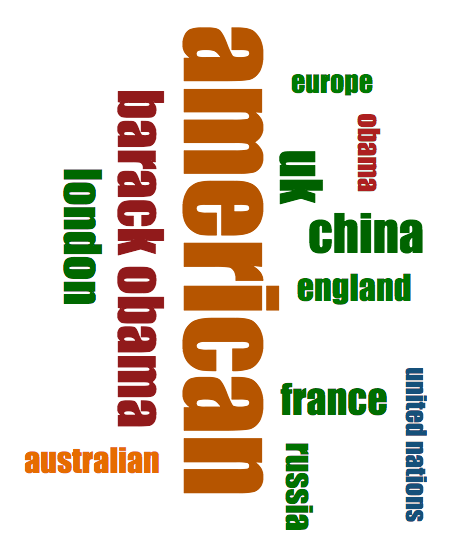 american
europe
obama
barack obama
uk
london
china
england
france
united nations
australian
russia